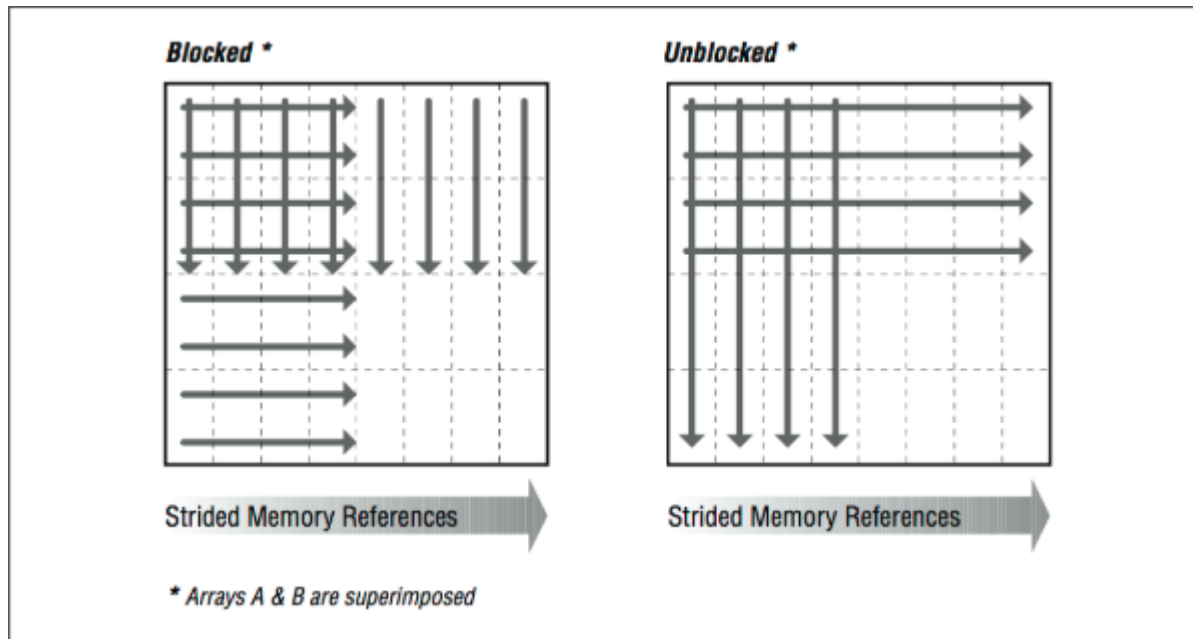 Blocked *
Unblocked *
Strided Memory References
Strided Memory References
* Arrays A & B are superimposed